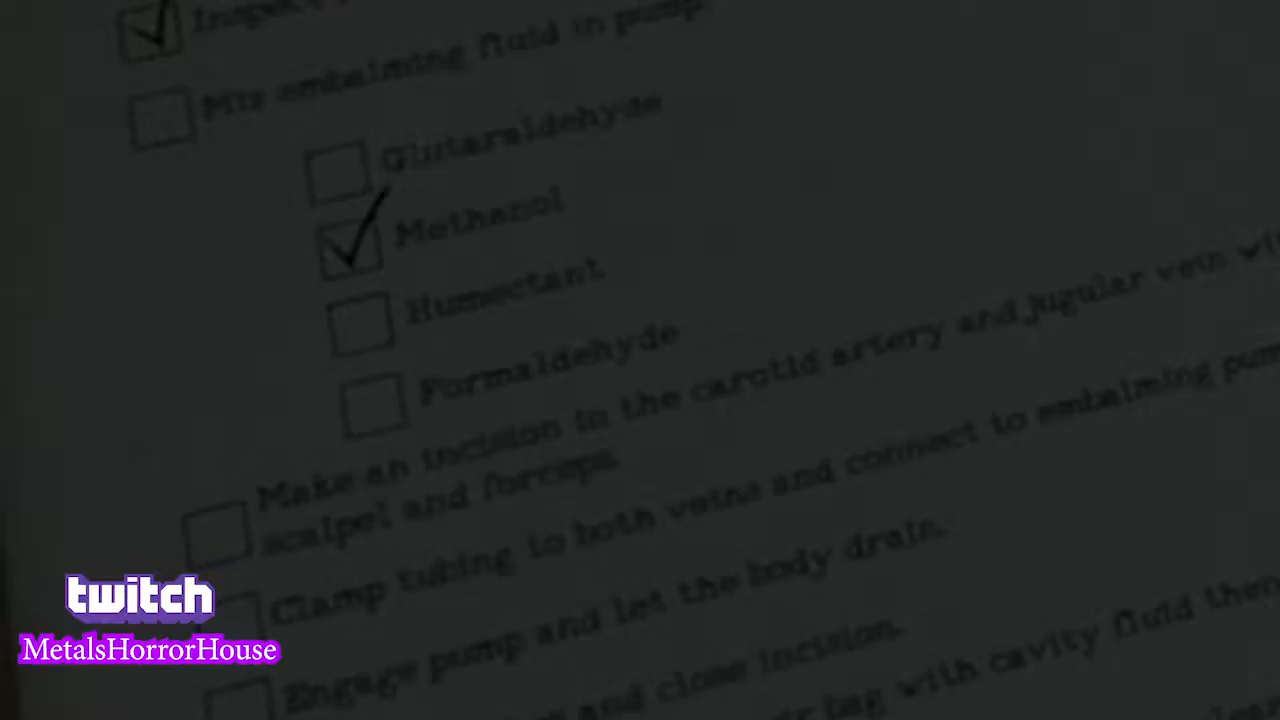 Mix embalming fluid in pump
Glutaraldehyde
Methanol
Humectant
Formaldehyde
Make an incision in the carotid artery and jugular vein
scalpel and forceps.
Clamp tubing to both veins and connect to embalming
Engage pump and let the body drain.
and close incision.
bag with cavity fluid then
twitch
MetalsHorrorHouse